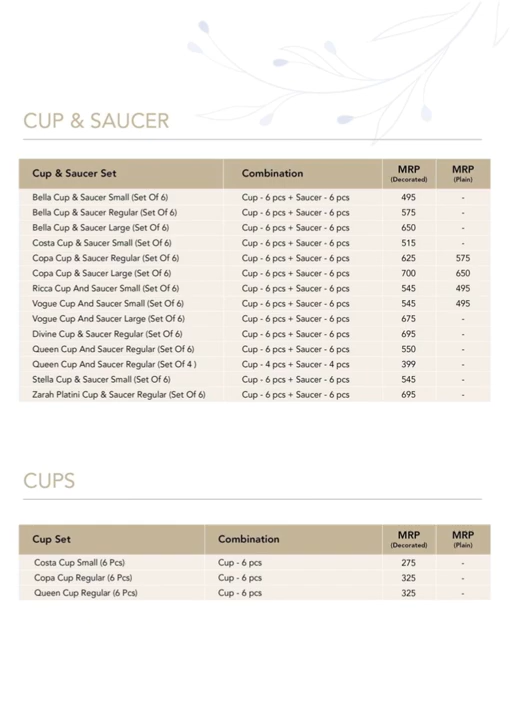 CUP & SAUCER
Cup & Saucer Set Combination MRP (Decorated) MRP (Plain)
Bella Cup & Saucer Small (Set Of 6) Cup - 6 pcs + Saucer - 6 pcs 495 -
Bella Cup & Saucer Regular (Set Of 6) Cup - 6 pcs + Saucer - 6 pcs 575 -
Bella Cup & Saucer Large (Set Of 6) Cup - 6 pcs + Saucer - 6 pcs 650 -
Costa Cup & Saucer Small (Set Of 6) Cup - 6 pcs + Saucer - 6 pcs 515 -
Copa Cup & Saucer Regular (Set Of 6) Cup - 6 pcs + Saucer - 6 pcs 625 575
Copa Cup & Saucer Large (Set Of 6) Cup - 6 pcs + Saucer - 6 pcs 700 650
Ricca Cup And Saucer Small (Set Of 6) Cup - 6 pcs + Saucer - 6 pcs 545 495
Vogue Cup And Saucer Small (Set Of 6) Cup - 6 pcs + Saucer - 6 pcs 545 495
Vogue Cup And Saucer Large (Set Of 6) Cup - 6 pcs + Saucer - 6 pcs 675 -
Divine Cup & Saucer Regular (Set Of 6) Cup - 6 pcs + Saucer - 6 pcs 695 -
Queen Cup And Saucer Regular (Set Of 6) Cup - 6 pcs + Saucer - 6 pcs 550 -
Queen Cup And Saucer Regular (Set Of 4 ) Cup - 4 pcs + Saucer - 4 pcs 399 -
Stella Cup & Saucer Small (Set Of 6) Cup - 6 pcs + Saucer - 6 pcs 545 -
Zarah Platini Cup & Saucer Regular (Set Of 6) Cup - 6 pcs + Saucer - 6 pcs 695 -
CUPS
Cup Set Combination MRP (Decorated) MRP (Plain)
Costa Cup Small (6 Pcs) Cup - 6 pcs 275 -
Copa Cup Regular (6 Pcs) Cup - 6 pcs 325 -
Queen Cup Regular (6 Pcs) Cup - 6 pcs 325 -